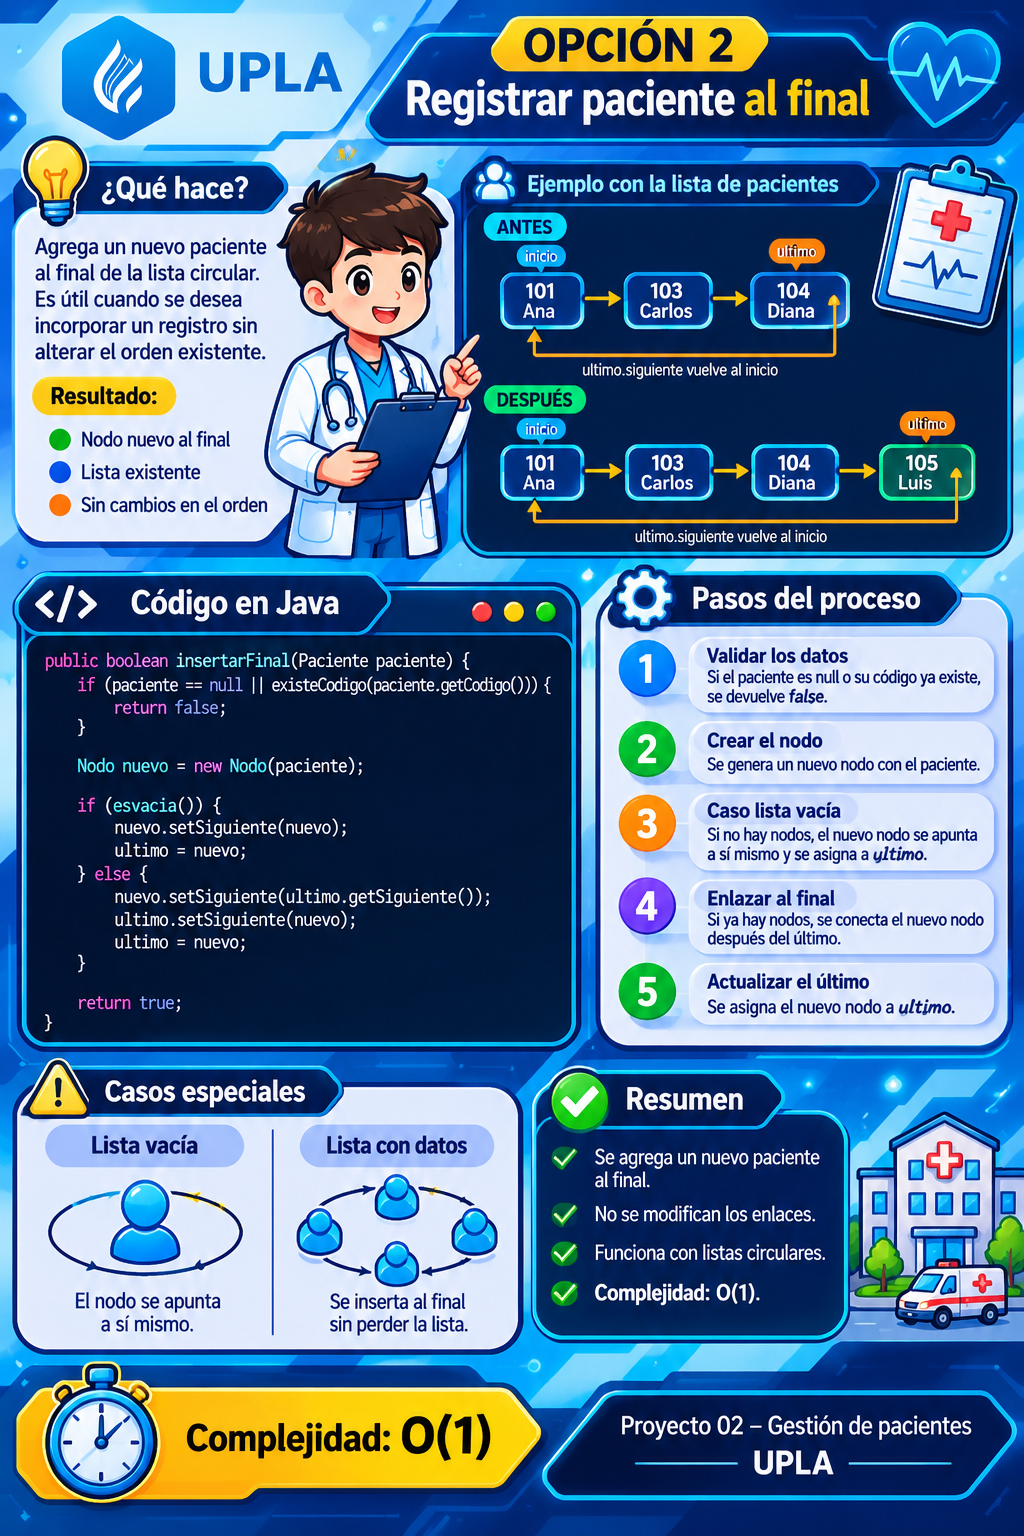 UPLA
OPCIÓN 2
Registrar paciente al final
¿Qué hace?
Agrega un nuevo paciente
al final de la lista circular.
Es útil cuando se desea
incorporar un registro sin
alterar el orden existente.
Resultado:
Nodo nuevo al final
Lista existente
Sin cambios en el orden
Ejemplo con la lista de pacientes
ANTES
inicio
ultimo
101
Ana
103
Carlos
104
Diana
ultimo.siguiente vuelve al inicio
DESPUÉS
inicio
ultimo
101
Ana
103
Carlos
104
Diana
105
Luis
ultimo.siguiente vuelve al inicio
</> Código en Java
public boolean insertarFinal(Paciente paciente) {
if (paciente == null || existeCodigo(paciente.getCodigo())) {
return false;
}
Nodo nuevo = new Nodo(paciente);
if (esvacia()) {
nuevo.setSiguiente(nuevo);
ultimo = nuevo;
} else {
nuevo.setSiguiente(ultimo.getSiguiente());
ultimo.setSiguiente(nuevo);
ultimo = nuevo;
}
return true;
}
Pasos del proceso
1
Validar los datos
Si el paciente es null o su código ya existe,
se devuelve false.
2
Crear el nodo
Se genera un nuevo nodo con el paciente.
3
Caso lista vacía
Si no hay nodos, el nuevo nodo se apunta
a sí mismo y se asigna a ultimo.
4
Enlazar al final
Si ya hay nodos, se conecta el nuevo nodo
después del último.
5
Actualizar el último
Se asigna el nuevo nodo a ultimo.
Casos especiales
Lista vacía
El nodo se apunta
a sí mismo.
Lista con datos
Se inserta al final
sin perder la lista.
Resumen
Se agrega un nuevo paciente
al final.
No se modifican los enlaces.
Funciona con listas circulares.
Complejidad: O(1).
Complejidad: O(1)
Proyecto 02 – Gestión de pacientes
UPLA